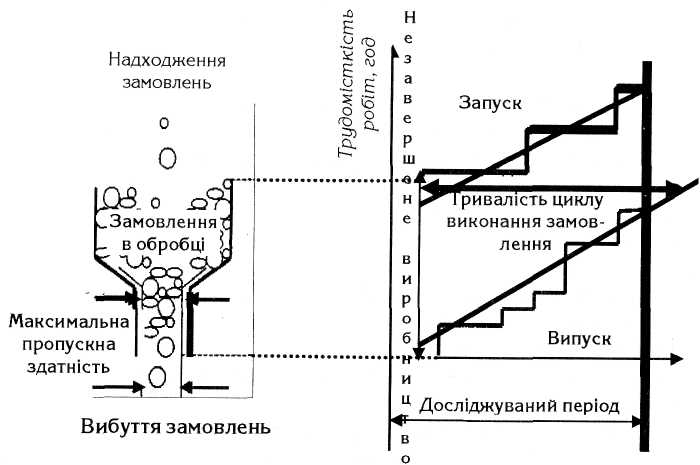 Надходження
замовлень
Замовлення
в обробці
Максимальна
пропускна
здатність
Вибуття замовлень
Трудомісткість
робіт, год
Незавершоне виробництво
Запуск
Тривалість циклу
виконання замов-
лення
Випуск
Досліджуваний період